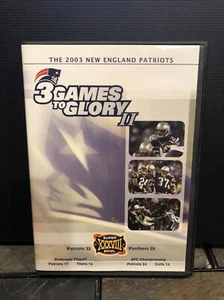 THE 2003 NEW ENGLAND PATRIOTS
3 GAMES
TO GLORY II
SUPER
XXXVIII
BOWL
Patriots 32 Panthers 29
Divisional Playoff AFC Championship
Patriots 17 Titans 14 Patriots 24 Colts 14